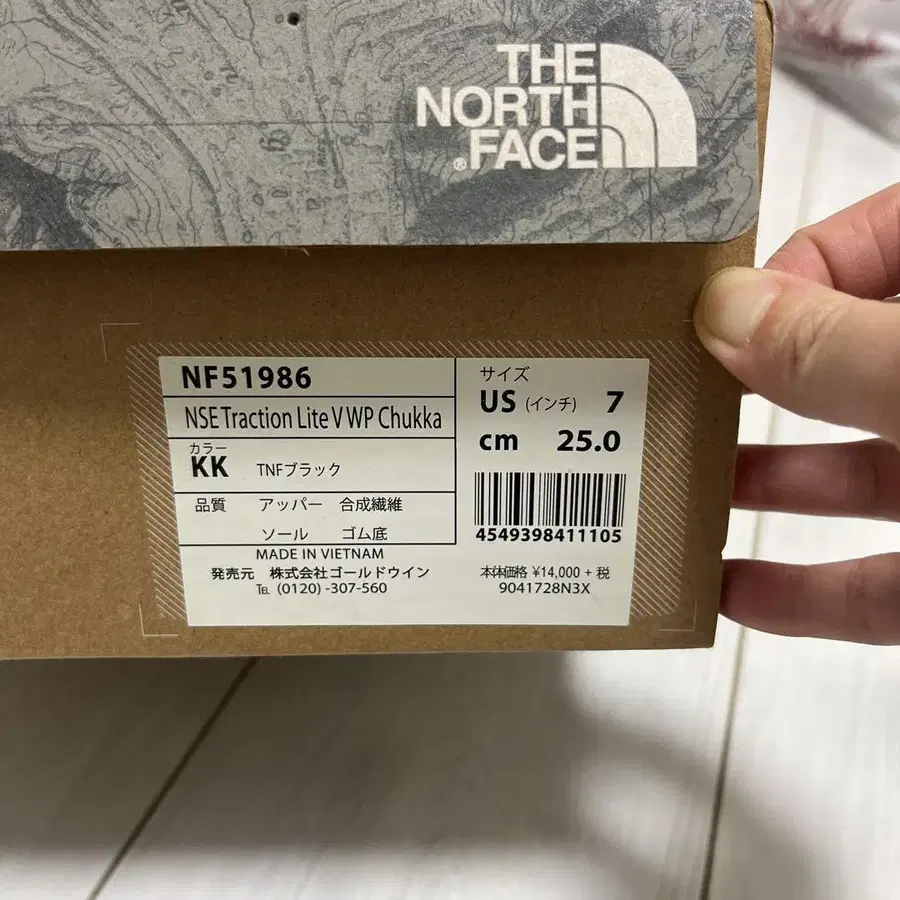 THE
NORTH
FACE
NF51986
NSE Traction Lite V WP Chukka
カラー
KK TNFブラック
品質 アッパー 合成繊維
ソール ゴム底
MADE IN VIETNAM
発売元 株式会社ゴールドウイン
TEL (0120) -307-560
サイズ
US (インチ) 7
cm 25.0
4549398411105
本体価格 ¥14,000 + 税
9041728N3X